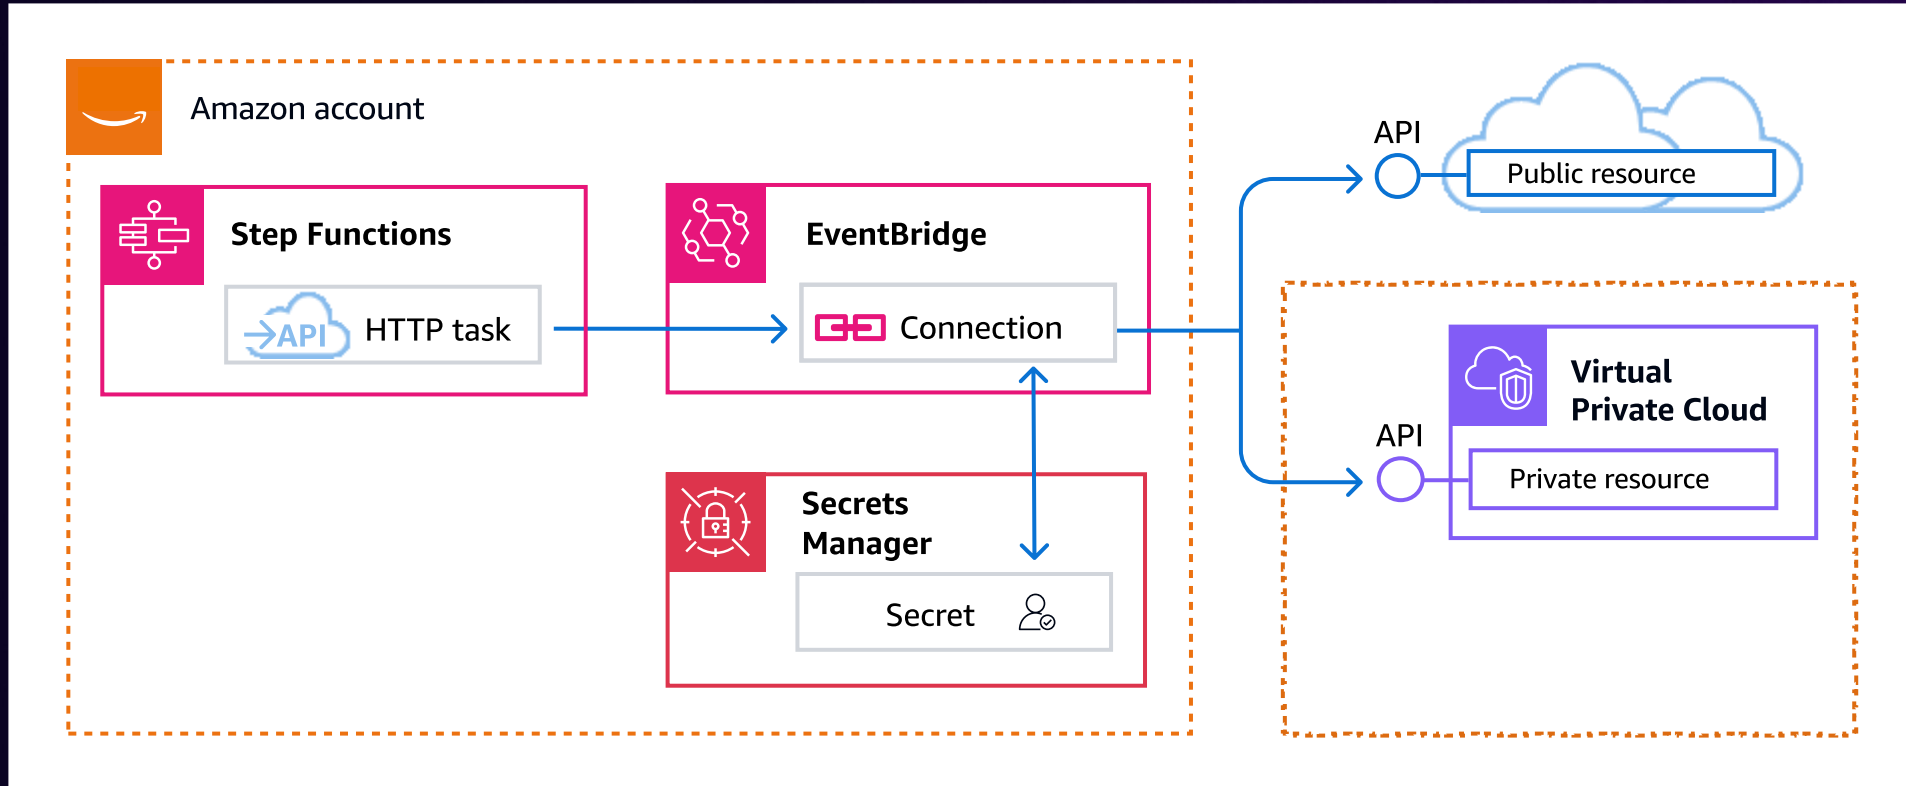 Amazon account
Step Functions
API
HTTP task
EventBridge
Connection
Secrets
Manager
Secret
API
Public resource
Virtual
Private Cloud
API
Private resource